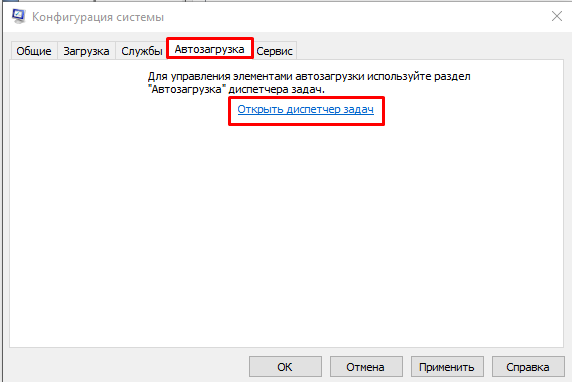 Конфигурация системы
Общие Загрузка Службы Автозагрузка Сервис
Для управления элементами автозагрузки используйте раздел
"Автозагрузка" диспетчера задач.
Открыть диспетчер задач
ОК Отмена Применить Справка